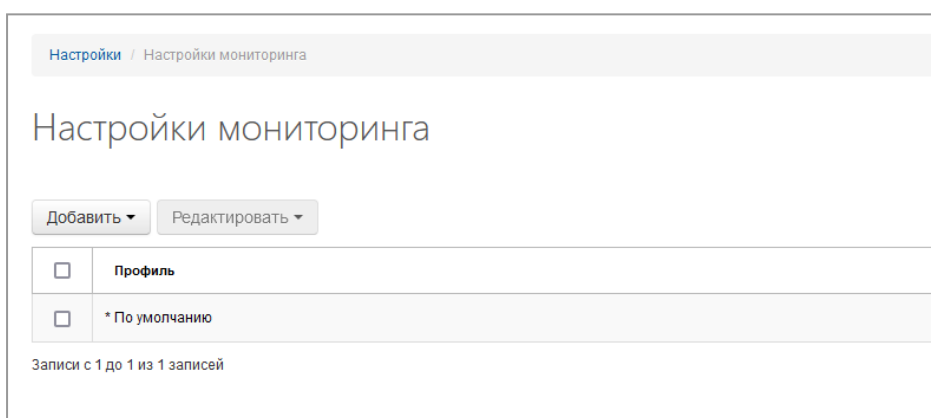 Настройки / Настройки мониторинга
Настройки мониторинга
Добавить Редактировать
Профиль
* По умолчанию
Записи с 1 до 1 из 1 записей